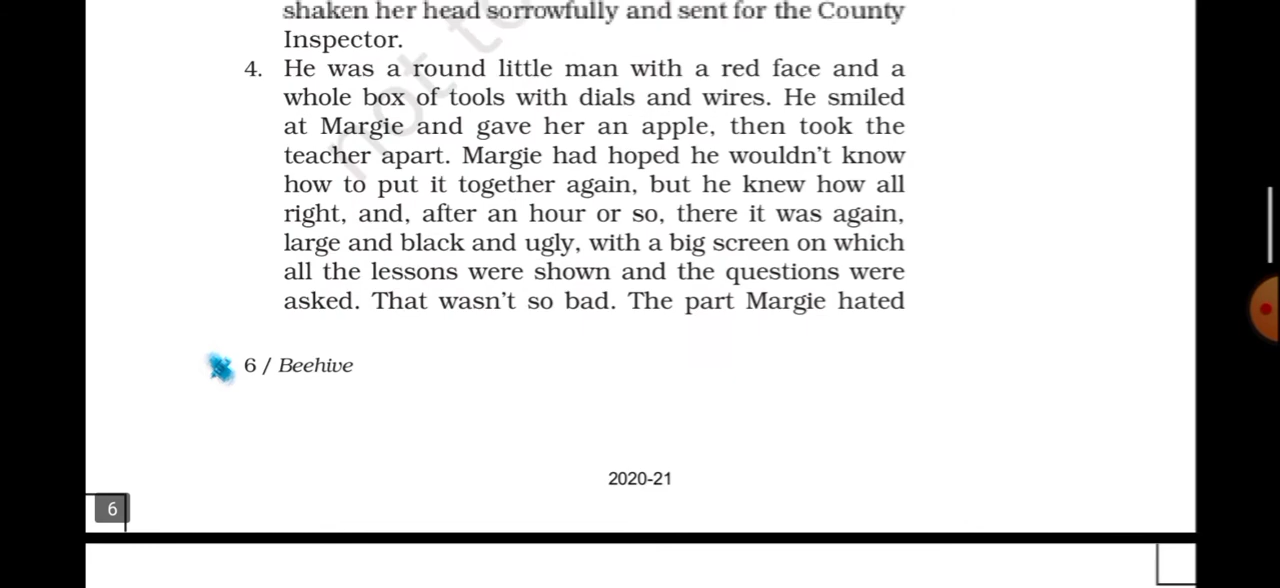 shaken her head sorrowfully and sent for the County
Inspector.
4. He was a round little man with a red face and a
whole box of tools with dials and wires. He smiled
at Margie and gave her an apple, then took the
teacher apart. Margie had hoped he wouldn't know
how to put it together again, but he knew how all
right, and, after an hour or so, there it was again,
large and black and ugly, with a big screen on which
all the lessons were shown and the questions were
asked. That wasn't so bad. The part Margie hated
6 / Beehive
2020-21
6
not to